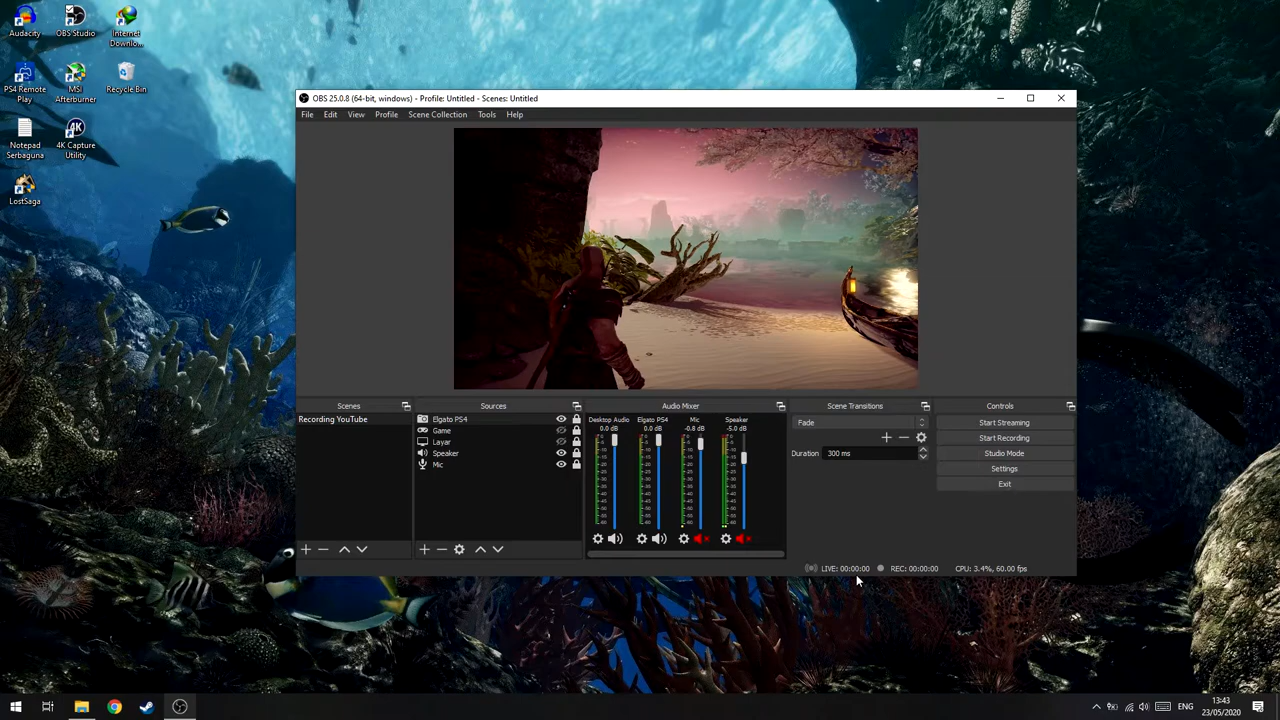 Audacity
OBS Studio
Internet Downlo...
PS4 Remote Play
MSI Afterburner
Recycle Bin
Notepad Serbaguna
4K Capture Utility
LostSaga
OBS 25.0.8 (64-bit, windows) - Profile: Untitled - Scenes: Untitled
File Edit View Profile Scene Collection Tools Help
Scenes
Recording YouTube
Sources
Elgato PS4
Game
Layar
Speaker
Mic
Audio Mixer
Desktop Audio Elgato PS4 Mic Speaker
0.0 dB 0.0 dB -0.8 dB -5.0 dB
Scene Transitions
Fade
Duration 300 ms
Controls
Start Streaming
Start Recording
Studio Mode
Settings
Exit
LIVE: 00:00:00 REC: 00:00:00 CPU: 3.4%, 60.00 fps
ENG
13:43
23/05/2020